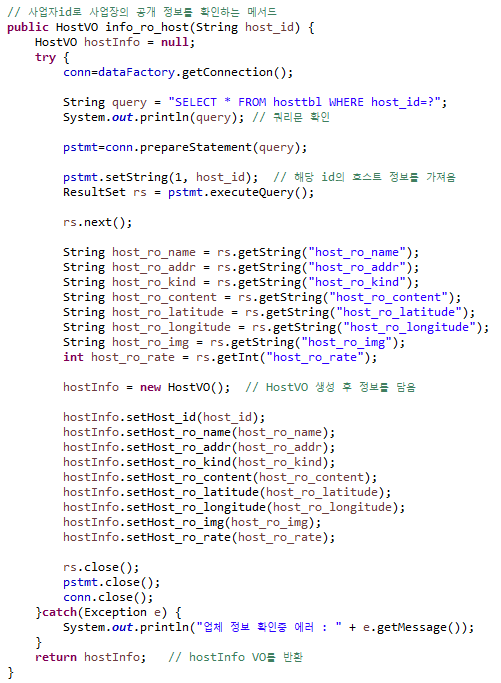 // 사업자id로 사업장의 공개 정보를 확인하는 메서드
public HostVO info_ro_host(String host_id) {
    HostVO hostInfo = null;
    try {
        conn=dataFactory.getConnection();

        String query = "SELECT * FROM hosttbl WHERE host_id=?";
        System.out.println(query); // 쿼리문 확인

        pstmt=conn.prepareStatement(query);

        pstmt.setString(1, host_id);  // 해당 id의 호스트 정보를 가져옴
        ResultSet rs = pstmt.executeQuery();

        rs.next();

        String host_ro_name = rs.getString("host_ro_name");
        String host_ro_addr = rs.getString("host_ro_addr");
        String host_ro_kind = rs.getString("host_ro_kind");
        String host_ro_content = rs.getString("host_ro_content");
        String host_ro_latitude = rs.getString("host_ro_latitude");
        String host_ro_longitude = rs.getString("host_ro_longitude");
        String host_ro_img = rs.getString("host_ro_img");
        int host_ro_rate = rs.getInt("host_ro_rate");

        hostInfo = new HostVO();  // HostVO 생성 후 정보를 담음

        hostInfo.setHost_id(host_id);
        hostInfo.setHost_ro_name(host_ro_name);
        hostInfo.setHost_ro_addr(host_ro_addr);
        hostInfo.setHost_ro_kind(host_ro_kind);
        hostInfo.setHost_ro_content(host_ro_content);
        hostInfo.setHost_ro_latitude(host_ro_latitude);
        hostInfo.setHost_ro_longitude(host_ro_longitude);
        hostInfo.setHost_ro_img(host_ro_img);
        hostInfo.setHost_ro_rate(host_ro_rate);

        rs.close();
        pstmt.close();
        conn.close();
    }catch(Exception e) {
        System.out.println("업체 정보 확인중 에러 : " + e.getMessage());
    }
    return hostInfo;   // hostInfo VO를 반환
}